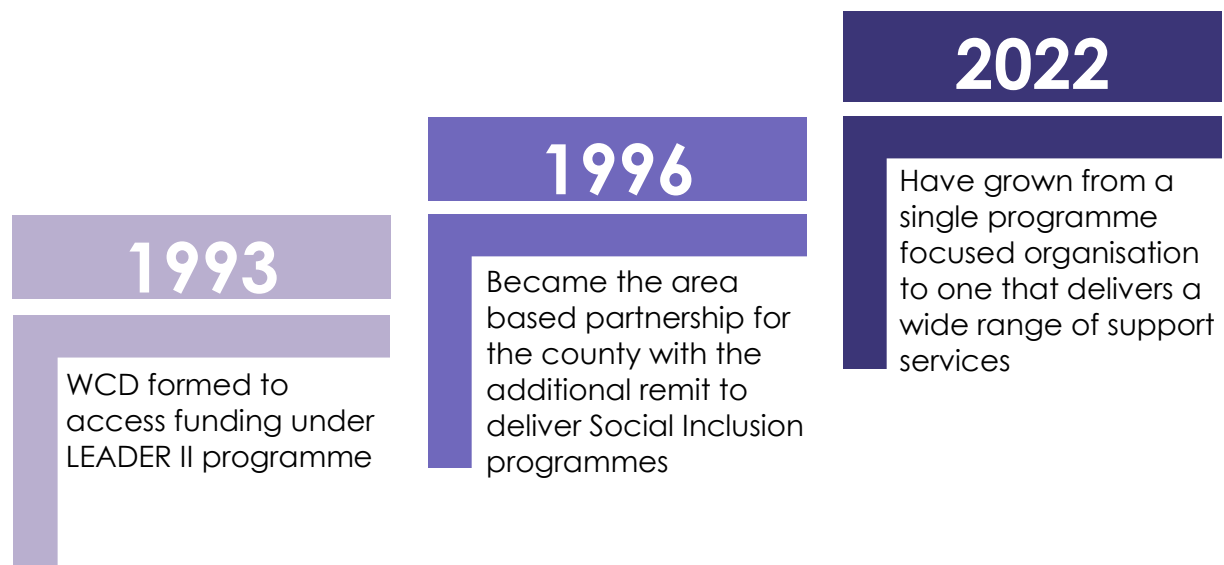 1993
WCD formed to
access funding under
LEADER II programme
1996
Became the area
based partnership for
the county with the
additional remit to
deliver Social Inclusion
programmes
2022
Have grown from a
single programme
focused organisation
to one that delivers a
wide range of support
services